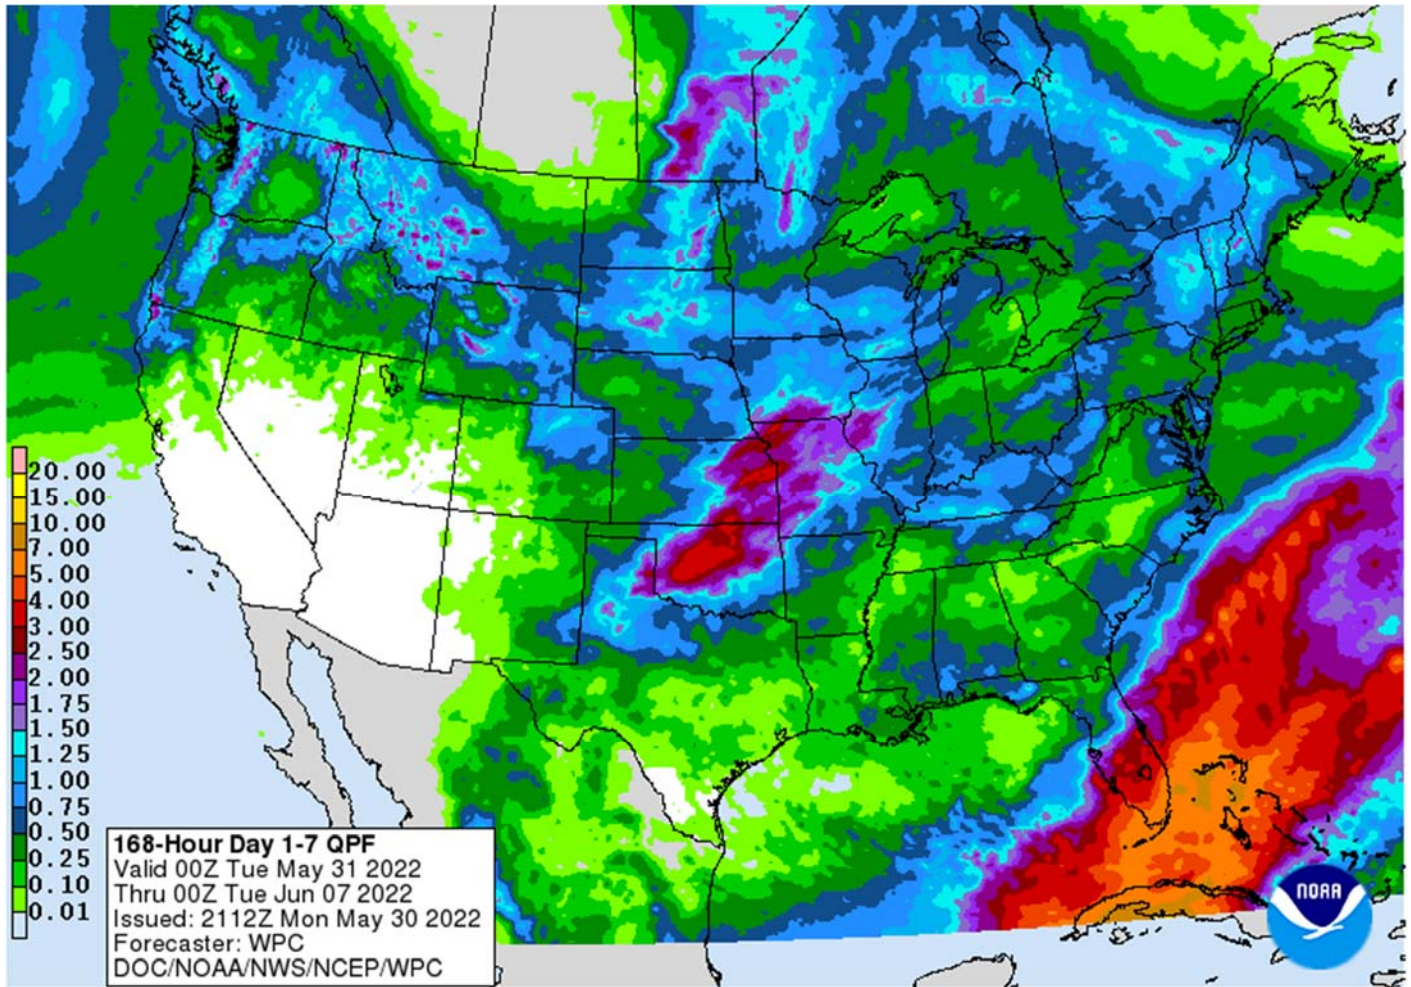 20.00
15.00
10.00
7.00
5.00
4.00
3.00
2.50
2.00
1.75
1.50
1.25
1.00
0.75
0.50
0.25
0.10
0.01
168-Hour Day 1-7 QPF
Valid 00Z Tue May 31 2022
Thru 00Z Tue Jun 07 2022
Issued: 2112Z Mon May 30 2022
Forecaster: WPC
DOC/NOAA/NWS/NCEP/WPC
NOAA